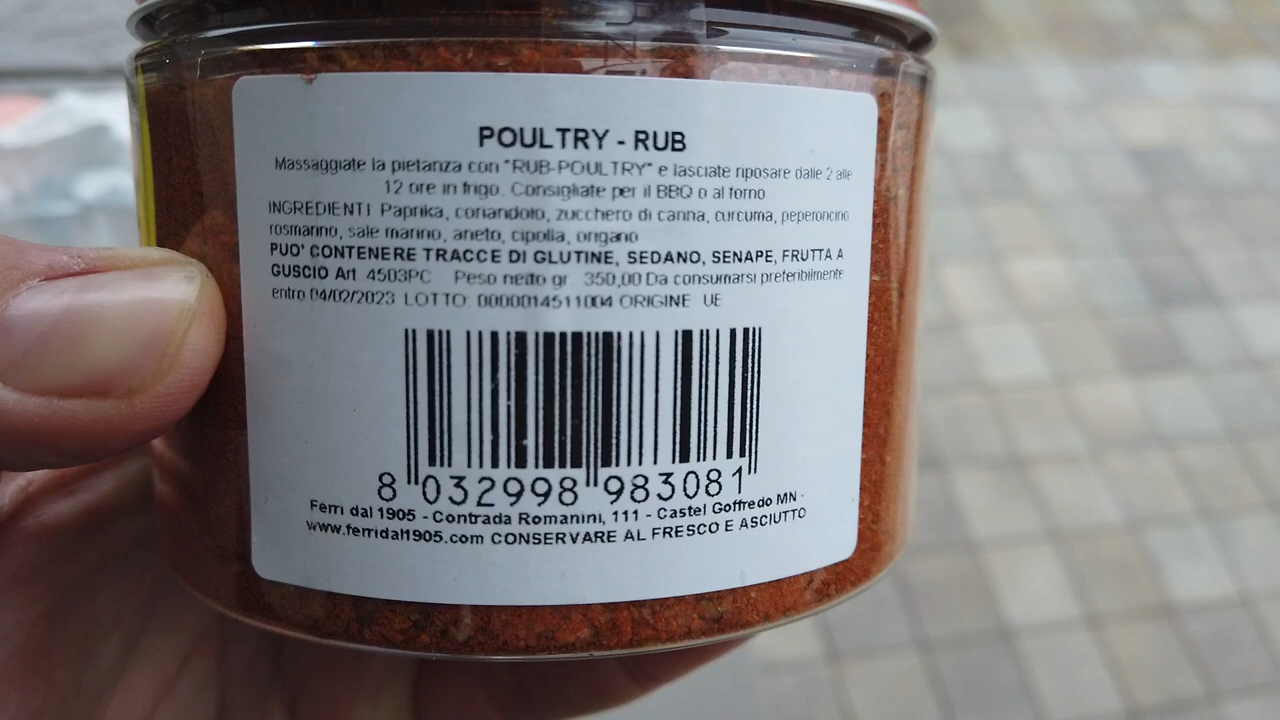 POULTRY - RUB
Massaggiate la pietanza con "RUB-POULTRY" e lasciate riposare dalle 2 alle
12 ore in frigo. Consigliate per il BBQ o al forno
INGREDIENTI Paprika, coriandolo, zucchero di canna, curcuma, peperoncino
rosmarino, sale marino, aneto, cipolla, origano
PUO' CONTENERE TRACCE DI GLUTINE, SEDANO, SENAPE, FRUTTA A
GUSCIO Art 4503PC Peso netto gr. 350,00 Da consumarsi preferibilmente
entro 04/02/2023 LOTTO: 0000014511004 ORIGINE UE
8 032998 983081
Ferri dal 1905 - Contrada Romanini, 111 - Castel Goffredo MN -
www.ferridal1905.com CONSERVARE AL FRESCO E ASCIUTTO